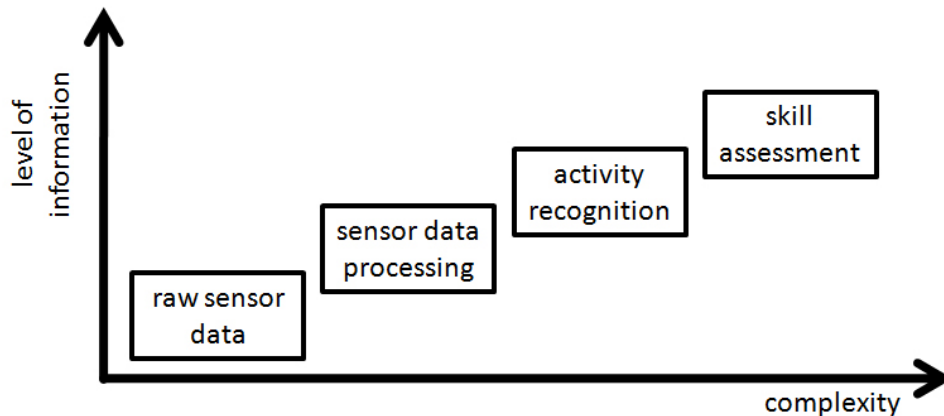 level of
information
skill
assessment
activity
recognition
sensor data
processing
raw sensor
data
complexity